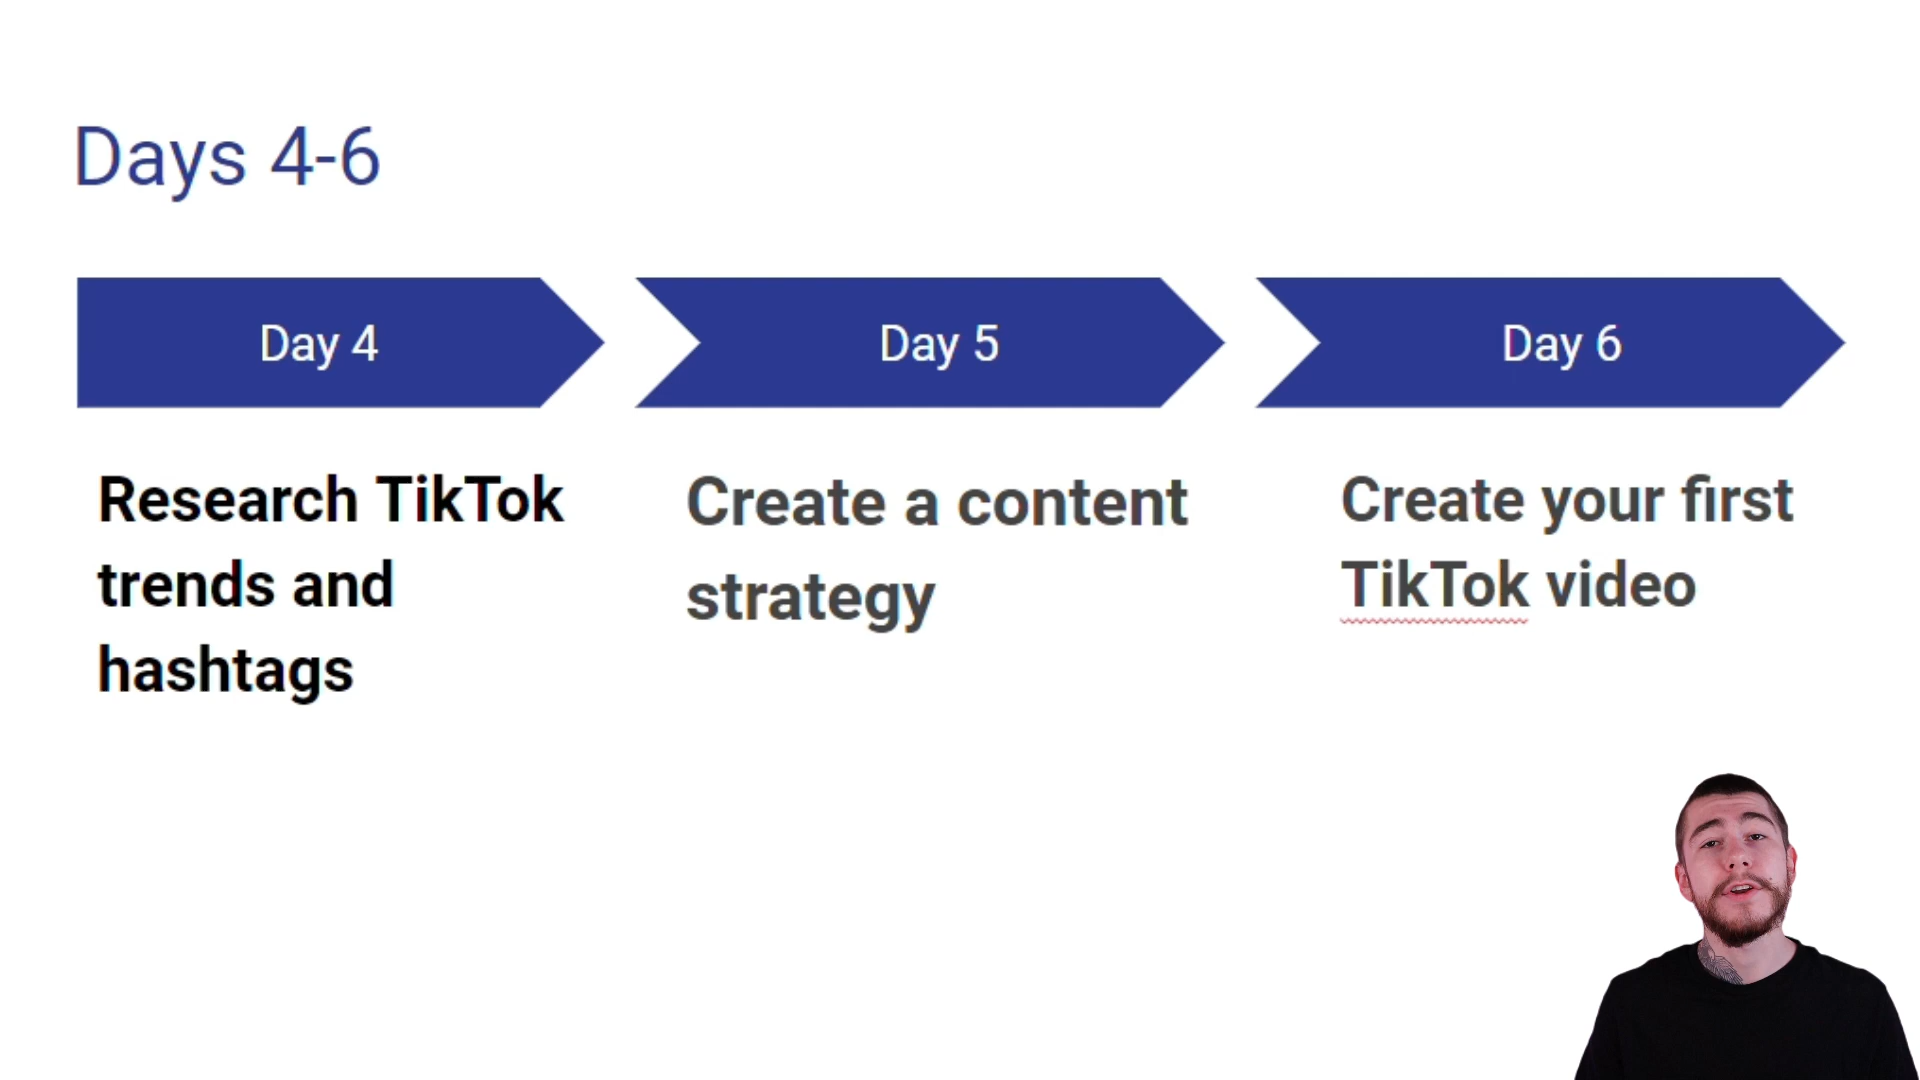 Days 4-6
Day 4
Day 5
Day 6
Research TikTok
trends and
hashtags
Create a content
strategy
Create your first
TikTok video